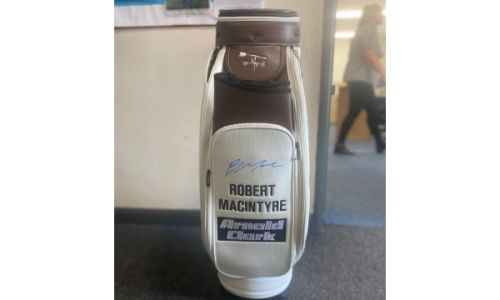 W E
ROBERT
MACINTYRE
Arnold
Clark